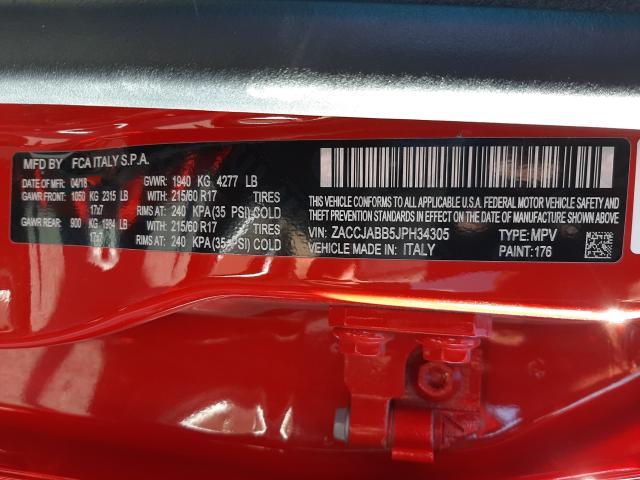 MFD BY FCA ITALY S.P.A.
DATE OF MFR 04/18 GVWR: 1940 KG 4277 LB
GAWR FRONT: 1050 KG 2315 LB WITH 215/60 R17 TIRES
17x7 RIMS AT 240 KPA(35 PSI) COLD
GAWR REAR: 900 KG 1984 LB WITH 215/60 R17 TIRES
17x7 RIMS AT 240 KPA(35 PSI) COLD
THIS VEHICLE CONFORMS TO ALL APPLICABLE U.S.A. FEDERAL MOTOR VEHICLE SAFETY AND
THEFT PREVENTION STANDARDS IN EFFECT ON THE DATE OF MANUFACTURE SHOWN ABOVE.
VIN: ZACCJABB5JPH34305 TYPE: MPV
VEHICLE MADE IN: ITALY PAINT: 176